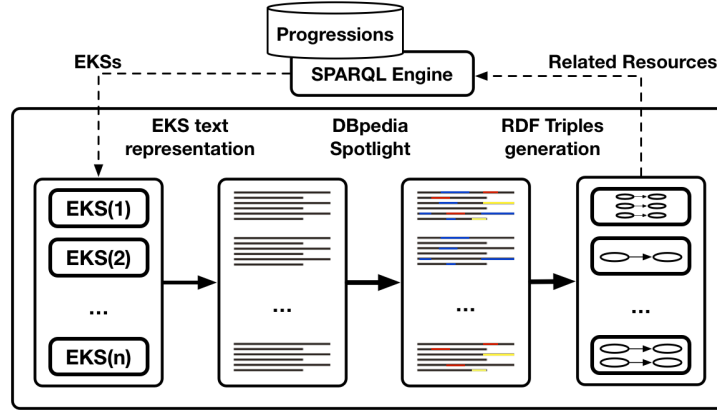 Progressions
SPARQL Engine
EKSs
Related Resources
EKS text
representation
DBpedia
Spotlight
RDF Triples
generation
EKS(1)
EKS(2)
...
EKS(n)
...
...
...